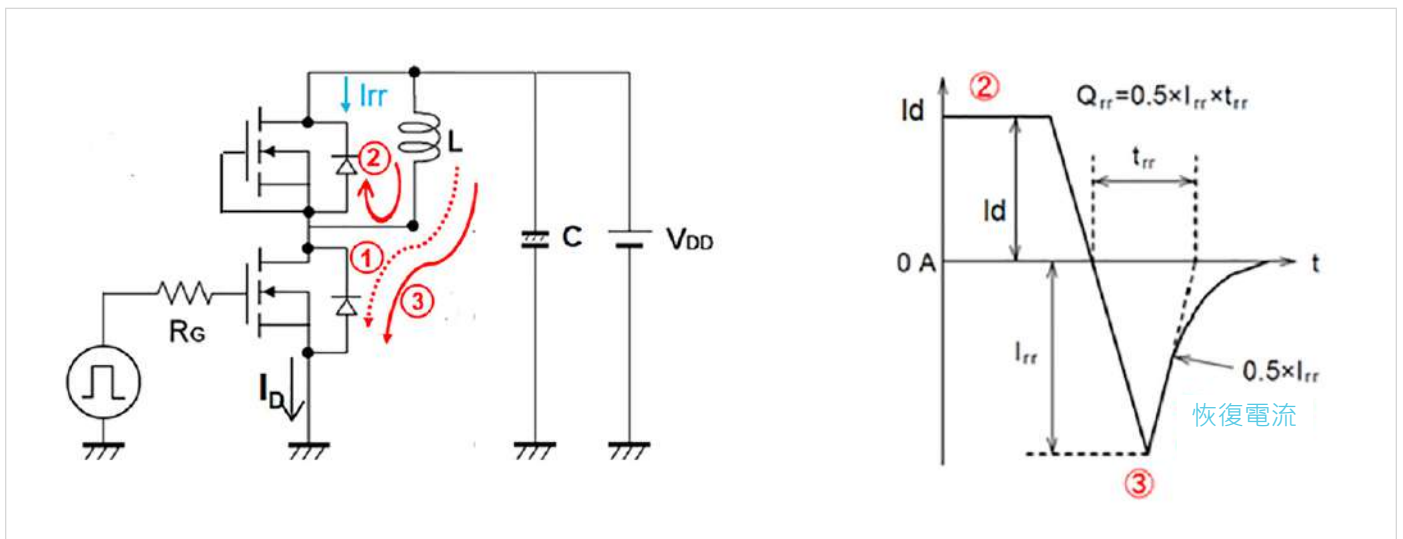 Irr
L
②
①
③
RG
ID
C
VDD
②
Qrr=0.5×Irr×trr
Id
trr
Id
0 A
t
Irr
0.5×Irr
恢復電流
③